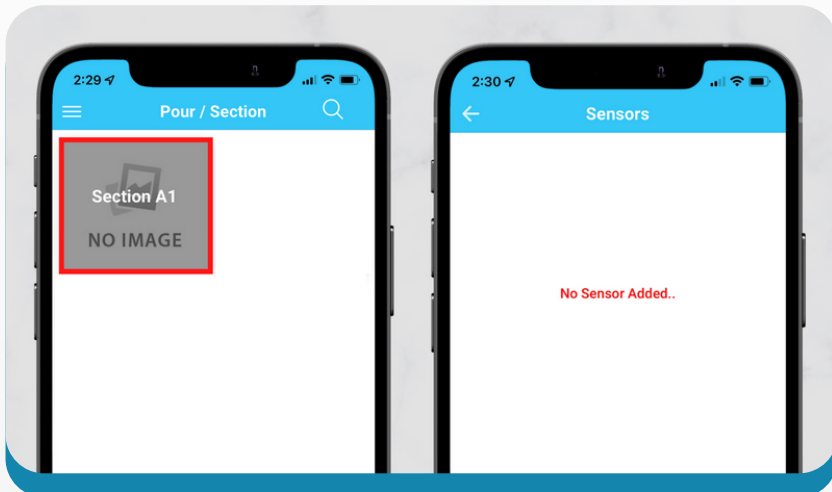 2:29
Pour / Section
Section A1
NO IMAGE
2:30
Sensors
No Sensor Added..